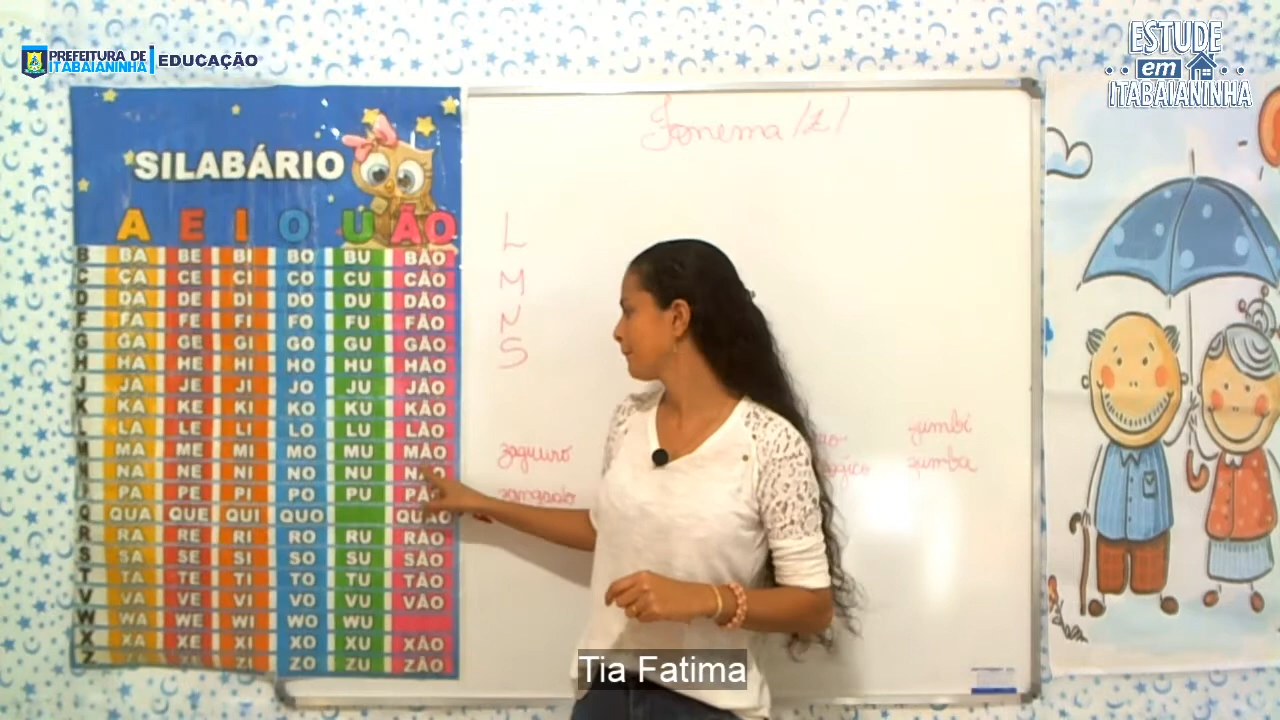 PREFEITURA DE
ITABAIANINHA
EDUCAÇÃO
ESTUDE
em
ITABAIANINHA
SILABÁRIO
A E I O U ÃO
B BA BE BI BO BU BÃO
C CA CE CI CO CU CÃO
D DA DE DI DO DU DÃO
F FA FE FI FO FU FÃO
G GA GE GI GO GU GÃO
H HA HE HI HO HU HÃO
J JA JE JI JO JU JÃO
K KA KE KI KO KU KÃO
L LA LE LI LO LU LÃO
M MA ME MI MO MU MÃO
N NA NE NI NO NU
P PA PE PI PO PU
Q QUA QUE QUI QUO QUÃO
R RA RE RI RO RU RÃO
S SA SE SI SO SU SÃO
T TA TE TI TO TU TÃO
V VA VE VI VO VU VÃO
W WA WE WI WO WU
X XA XE XI XO XU XÃO
Z ZA ZE ZI ZO ZU ZÃO
Fonema /z/
L
M
N
S
zumbi
zumba
Tia Fatima